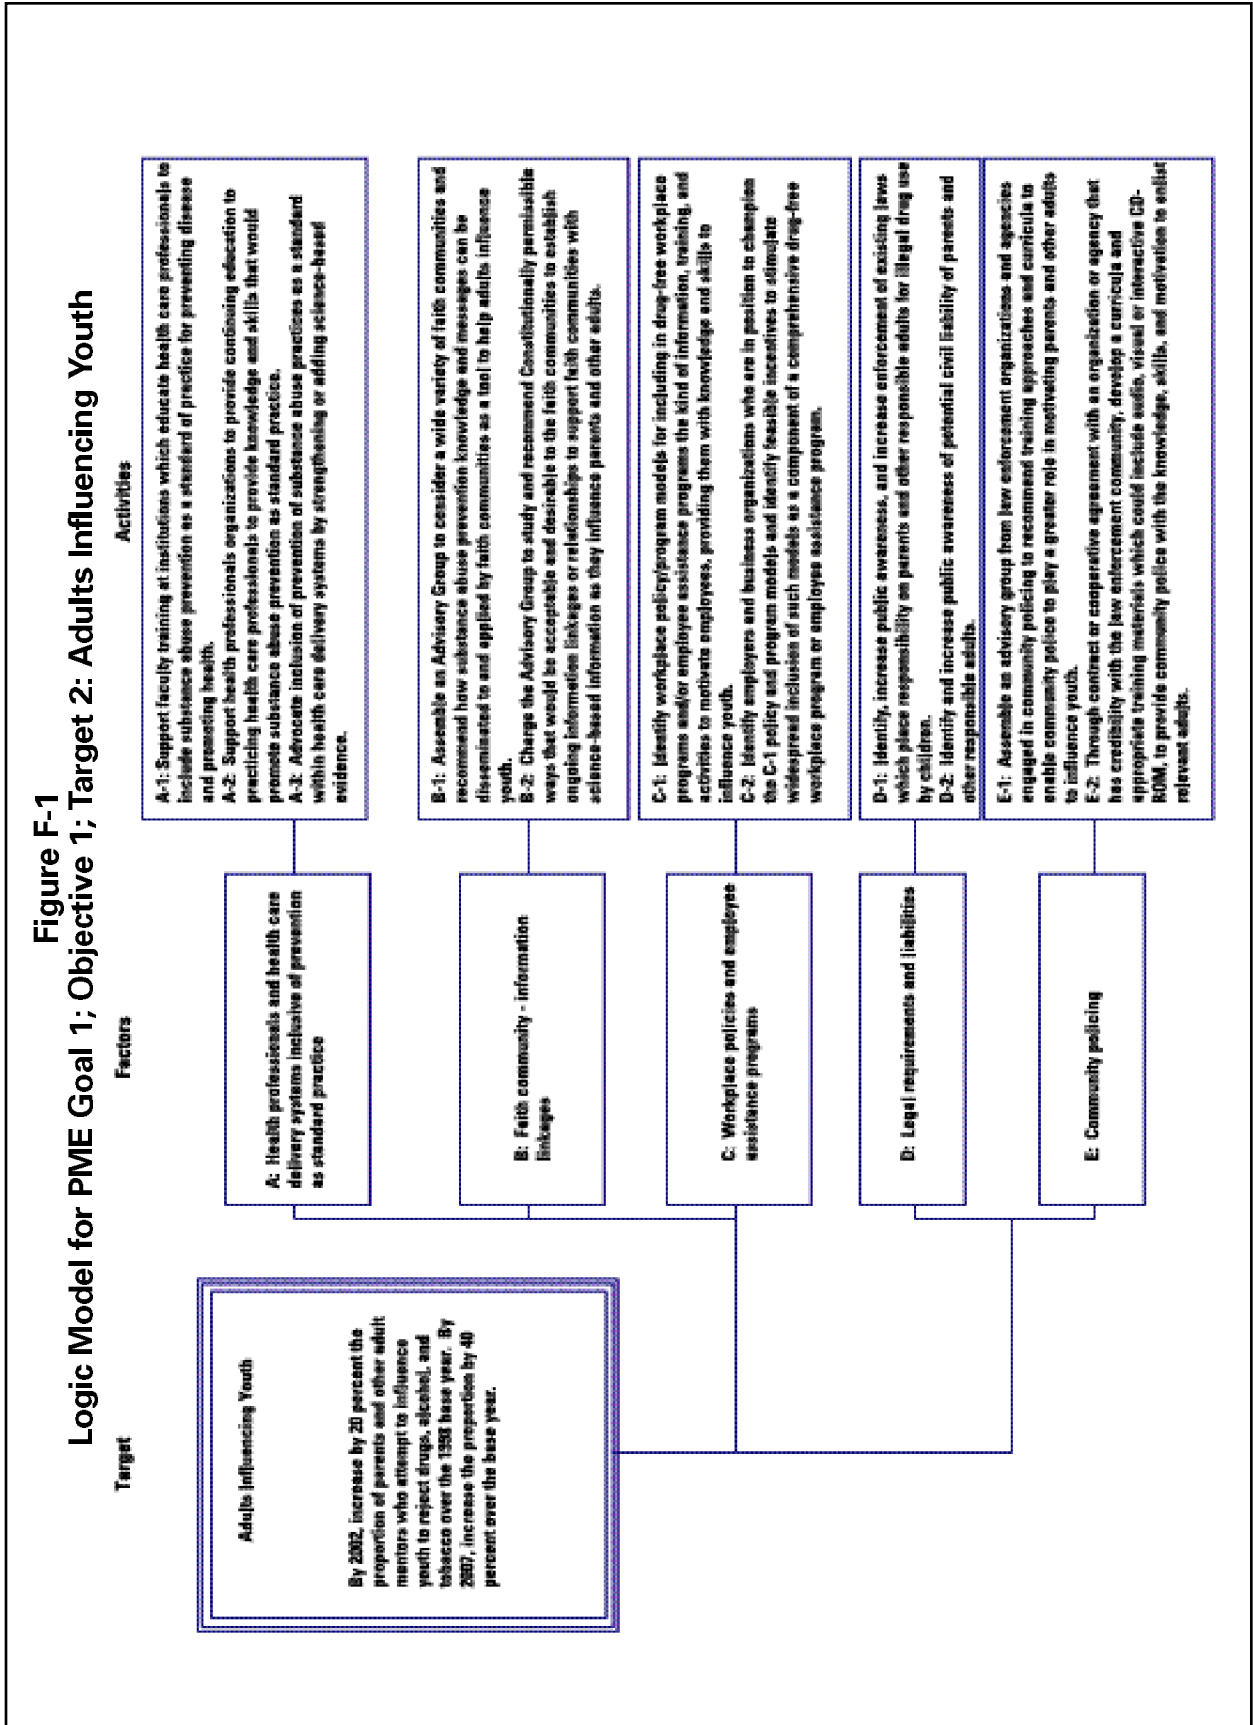 Figure F-1
Logic Model for PME Goal 1; Objective 1; Target 2: Adults Influencing Youth
Target
Factors
Activities
Adults Influencing Youth
By 2002, increase by 20 percent the
proportion of parents and other adult
mentors who attempt to influence
youth to reject drugs, alcohol, and
tobacco over the 1998 base year. By
2007, increase the proportion by 40
percent over the base year.
A: Health professionals and health care
delivery systems inclusive of prevention
as standard practice
A-1: Support faculty training at institutions which educate health care professionals to
include substance abuse prevention as a standard of practice for preventing disease
and promoting health.
A-2: Support health professionals organizations to provide continuing education to
practicing health care professionals to provide knowledge and skills that would
promote substance abuse prevention as standard practice.
A-3: Advocate inclusion of prevention of substance abuse practices as a standard
within health care delivery systems by strengthening or adding science-based
evidence.
B: Faith community - information
linkages
B-1: Assemble an Advisory Group to consider a wide variety of faith communities and
recommend how substance abuse prevention knowledge and messages can be
disseminated to and applied by faith communities as a tool to help adults influence
youth.
B-2: Charge the Advisory Group to study and recommend Constitutionally permissible
ways that would be acceptable and desirable to the faith communities to establish
ongoing information linkages or relationships to support faith communities with
science-based information as they influence parents and other adults.
C: Workplace policies and employee
assistance programs
C-1: Identify workplace policy/program models for including in drug-free workplace
programs and/or employee assistance programs the kind of information, training, and
activities to motivate employees, providing them with knowledge and skills to
influence youth.
C-2: Identify employers and business organizations who are in position to champion
the C-1 policy and program models and identify feasible incentives to stimulate
widespread inclusion of such models as a component of a comprehensive drug-free
workplace program or employee assistance program.
D: Legal requirements and liabilities
D-1: Identify, increase public awareness, and increase enforcement of existing laws
which place responsibility on parents and other responsible adults for illegal drug use
by children.
D-2: Identify and increase public awareness of potential civil liability of parents and
other responsible adults.
E: Community policing
E-1: Assemble an advisory group from law enforcement organizations and agencies
engaged in community policing to recommend training approaches and curricula to
enable community police to play a greater role in motivating parents and other adults
to influence youth.
E-2: Through contract or cooperative agreement with an organization or agency that
has credibility with the law enforcement community, develop a curricula and
appropriate training materials which could include audio, visual or interactive CD-
ROM, to provide community police with the knowledge, skills, and motivation to enlist
relevant adults.